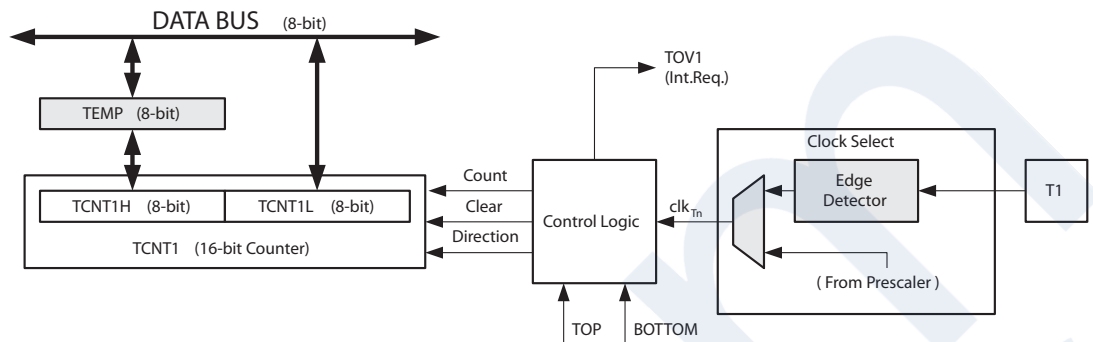 DATA BUS (8-bit)
TOV1
(Int.Req.)
TEMP (8-bit)
Clock Select
Count
Edge
Detector
T1
TCNT1H (8-bit)
TCNT1L (8-bit)
Clear
Control Logic
clkTn
TCNT1 (16-bit Counter)
Direction
( From Prescaler )
TOP
BOTTOM